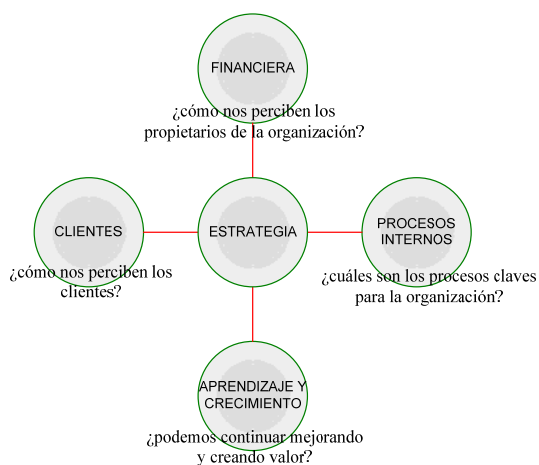 FINANCIERA
¿cómo nos perciben los
propietarios de la organización?
CLIENTES
¿cómo nos perciben los
clientes?
ESTRATEGIA
PROCESOS
INTERNOS
¿cuáles son los procesos claves
para la organización?
APRENDIZAJE Y
CRECIMIENTO
¿podemos continuar mejorando
y creando valor?